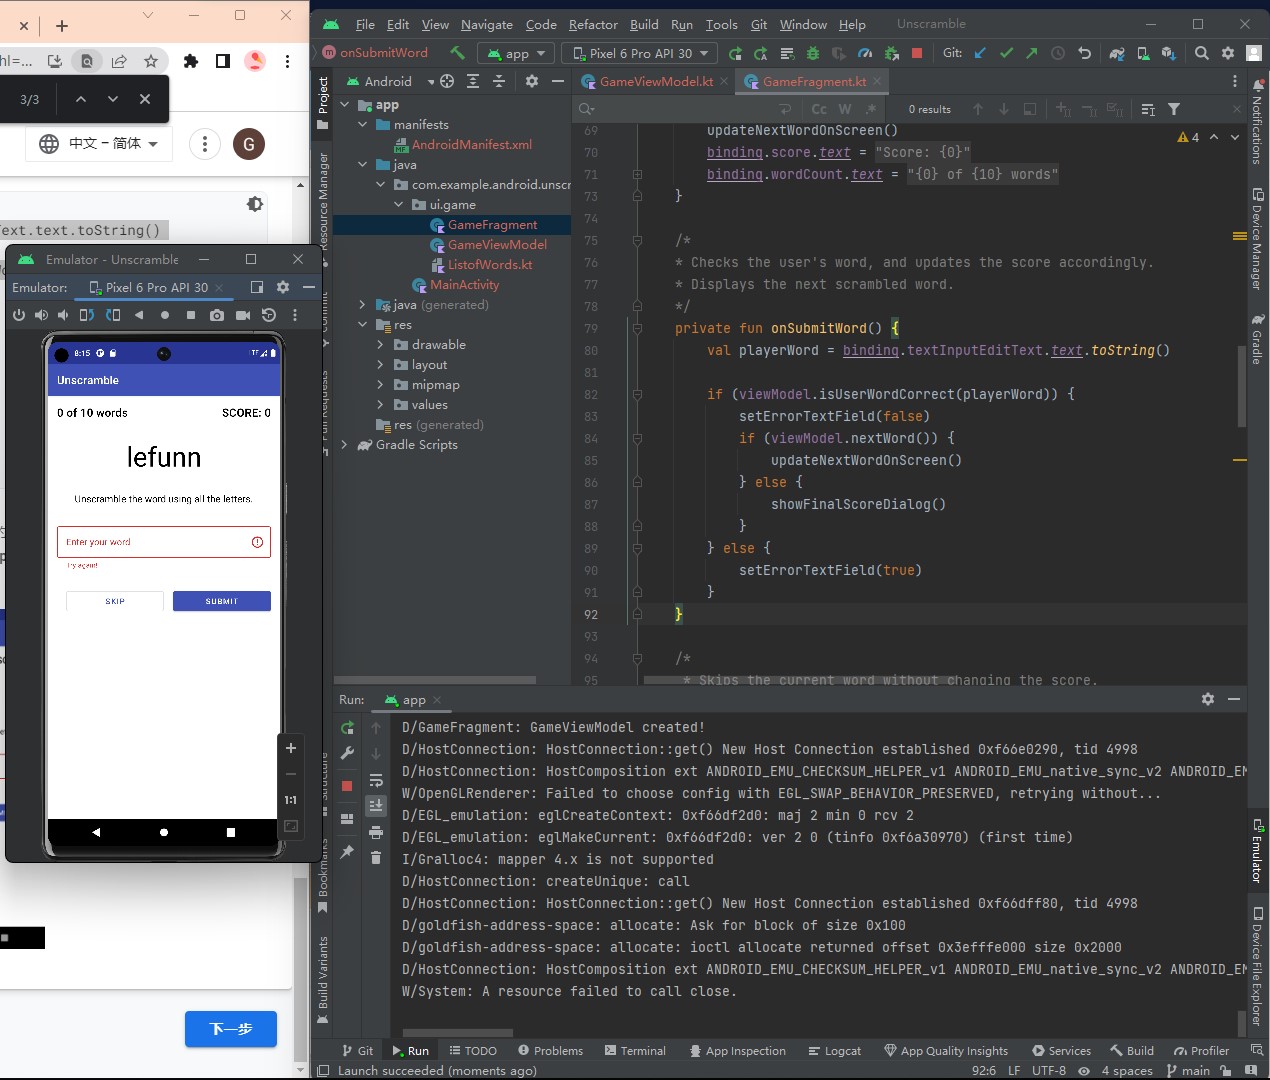 File Edit View Navigate Code Refactor Build Run Tools Git Window Help Unscramble
hl=...
onSubmitWord app Pixel 6 Pro API 30 Git:
3/3
中文 – 简体
G
Text.text.toString()
Emulator - Unscramble
Emulator: Pixel 6 Pro API 30
8:15
Unscramble
0 of 10 words SCORE: 0
lefunn
Unscramble the word using all the letters.
Enter your word
Try again!
SKIP SUBMIT
1:1
下一步
Project
Resource Manager
Bookmarks
Build Variants
Android
app
manifests
AndroidManifest.xml
java
com.example.android.unscr
ui.game
GameFragment
GameViewModel
ListofWords.kt
MainActivity
java (generated)
res
drawable
layout
mipmap
values
res (generated)
Gradle Scripts
GameViewModel.kt GameFragment.kt
Cc W .* 0 results
4
69 updateNextWordOnScreen()
70 binding.score.text = "Score: {0}"
71 binding.wordCount.text = "{0} of {10} words"
73 }
74
75 /*
76 * Checks the user's word, and updates the score accordingly.
77 * Displays the next scrambled word.
78 */
79 private fun onSubmitWord() {
80 val playerWord = binding.textInputEditText.text.toString()
81
82 if (viewModel.isUserWordCorrect(playerWord)) {
83 setErrorTextField(false)
84 if (viewModel.nextWord()) {
85 updateNextWordOnScreen()
86 } else {
87 showFinalScoreDialog()
88 }
89 } else {
90 setErrorTextField(true)
91 }
92 }
93
94 /*
95 * Skips the current word without changing the score.
Run: app
D/GameFragment: GameViewModel created!
D/HostConnection: HostConnection::get() New Host Connection established 0xf66e0290, tid 4998
D/HostConnection: HostComposition ext ANDROID_EMU_CHECKSUM_HELPER_v1 ANDROID_EMU_native_sync_v2 ANDROID_EM
W/OpenGLRenderer: Failed to choose config with EGL_SWAP_BEHAVIOR_PRESERVED, retrying without...
D/EGL_emulation: eglCreateContext: 0xf66df2d0: maj 2 min 0 rcv 2
D/EGL_emulation: eglMakeCurrent: 0xf66df2d0: ver 2 0 (tinfo 0xf6a30970) (first time)
I/Gralloc4: mapper 4.x is not supported
D/HostConnection: createUnique: call
D/HostConnection: HostConnection::get() New Host Connection established 0xf66dff80, tid 4998
D/goldfish-address-space: allocate: Ask for block of size 0x100
D/goldfish-address-space: allocate: ioctl allocate returned offset 0x3efffe000 size 0x2000
D/HostConnection: HostComposition ext ANDROID_EMU_CHECKSUM_HELPER_v1 ANDROID_EMU_native_sync_v2 ANDROID_EM
W/System: A resource failed to call close.
Notifications
Device Manager
Gradle
Emulator
Device File Explorer
Git Run TODO Problems Terminal App Inspection Logcat App Quality Insights Services Build Profiler
Launch succeeded (moments ago) 92:6 LF UTF-8 4 spaces main